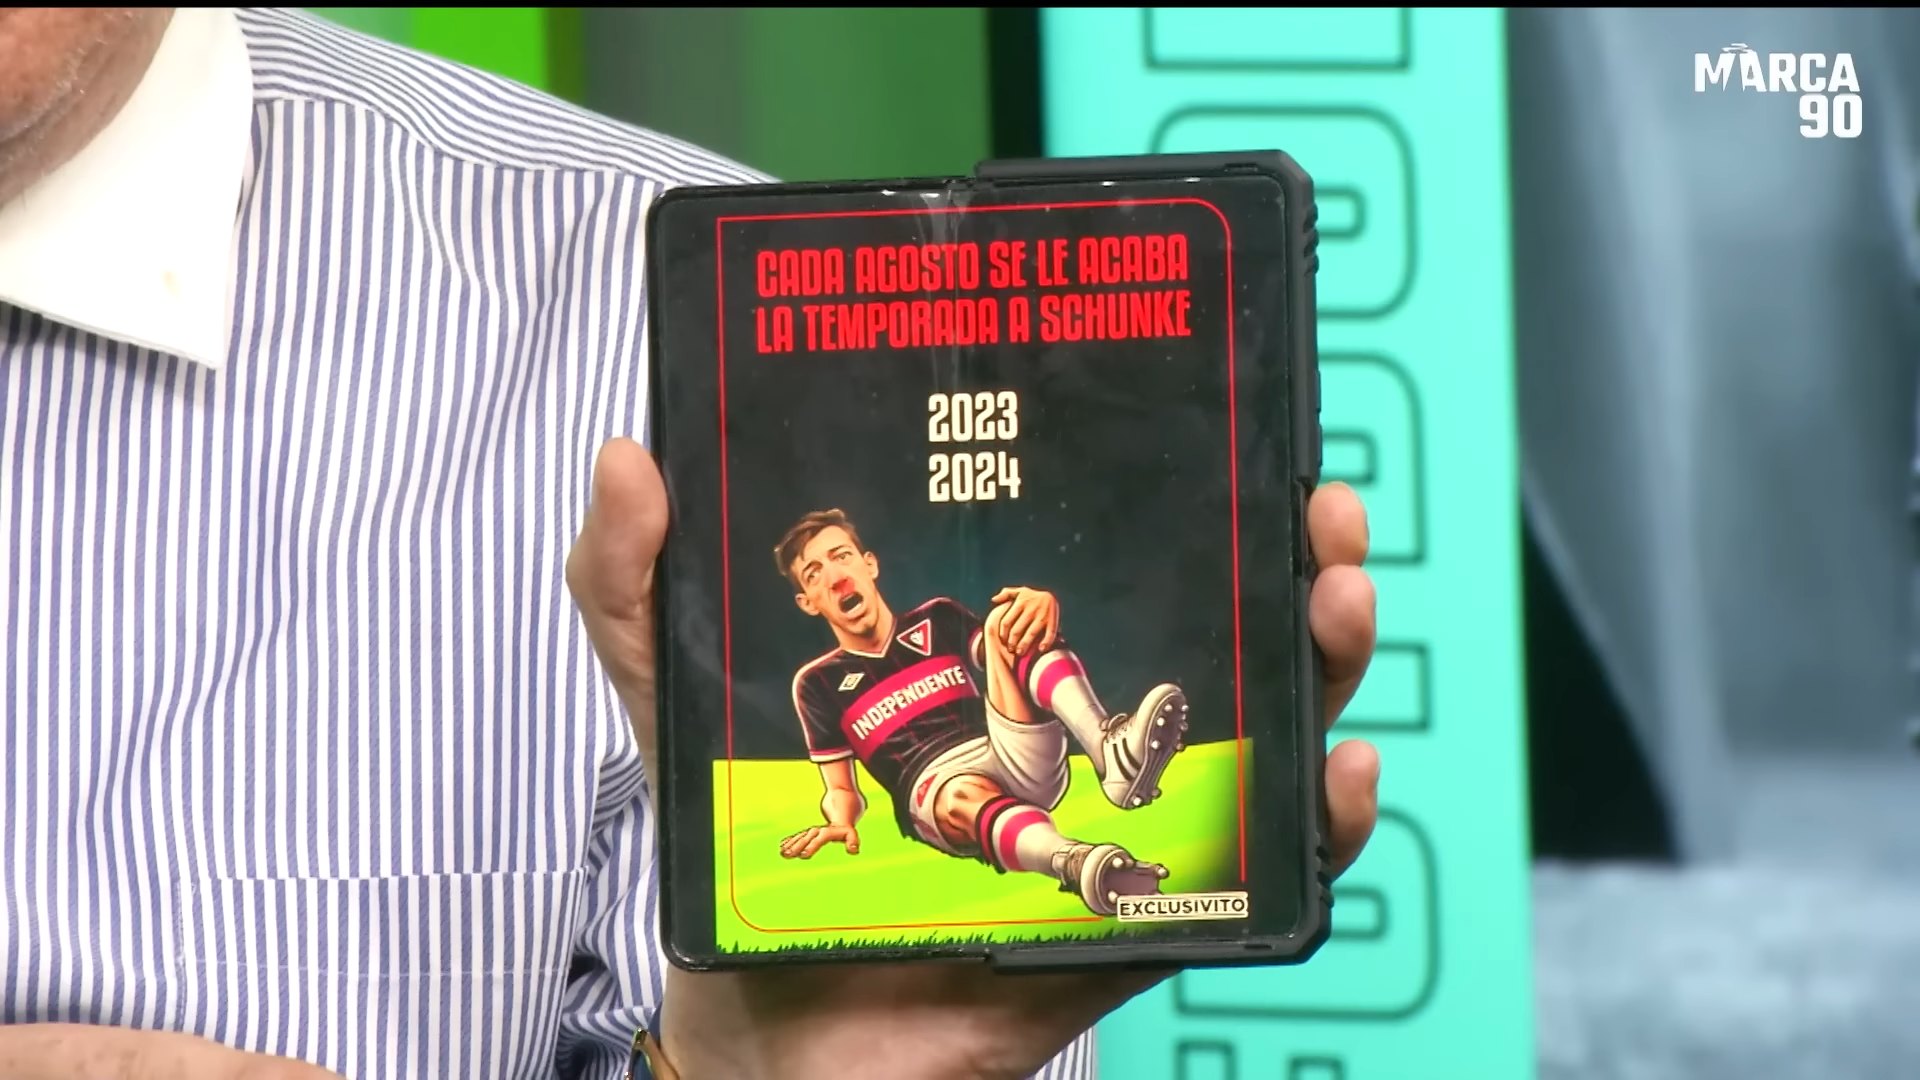 MARCA
90
CADA AGOSTO SE LE ACABA
LA TEMPORADA A SCHUNKE
2023
2024
INDEPENDIENTE
EXCLUSIVITO